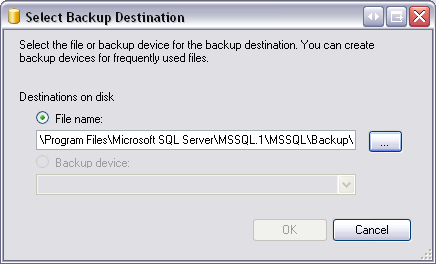 Select Backup Destination
Select the file or backup device for the backup destination. You can create
backup devices for frequently used files.
Destinations on disk
File name:
\Program Files\Microsoft SQL Server\MSSQL.1\MSSQL\Backup\
...
Backup device:
OK
Cancel